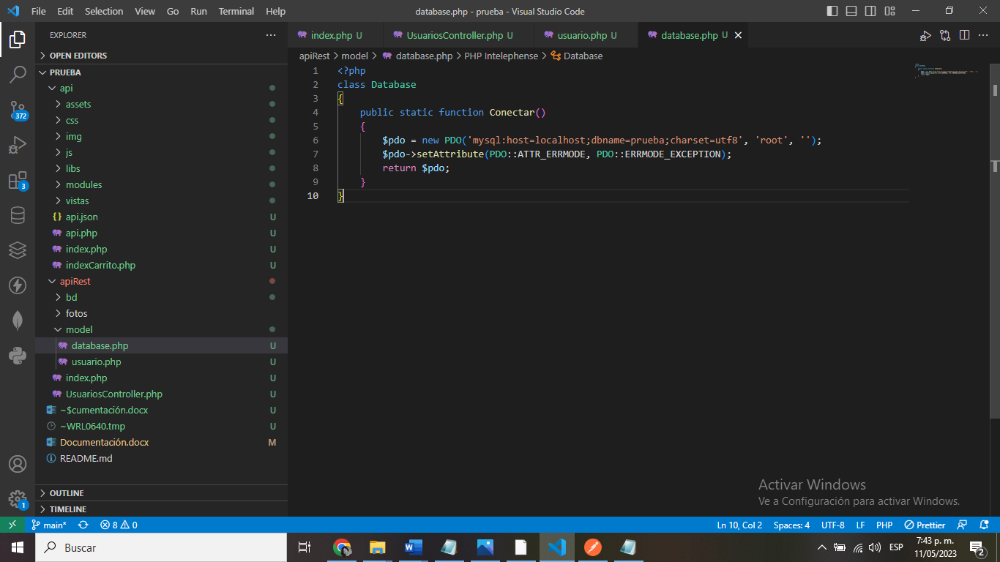 File Edit Selection View Go Run Terminal Help
database.php - prueba - Visual Studio Code
EXPLORER
OPEN EDITORS
PRUEBA
api
assets
css
img
js
libs
modules
vistas
api.json U
api.php U
index.php U
indexCarrito.php U
apiRest
bd
fotos
model
database.php U
usuario.php U
index.php U
UsuariosController.php U
~$cumentación.docx U
~WRL0640.tmp U
Documentación.docx M
README.md
OUTLINE
TIMELINE
372
3
1
index.php U UsuariosController.php U usuario.php U database.php U
apiRest > model > database.php > PHP Intelephense > Database
1 <?php
2 class Database
3 {
4 public static function Conectar()
5 {
6 $pdo = new PDO('mysql:host=localhost;dbname=prueba;charset=utf8', 'root', '');
7 $pdo->setAttribute(PDO::ATTR_ERRMODE, PDO::ERRMODE_EXCEPTION);
8 return $pdo;
9 }
10 }
Activar Windows
Ve a Configuración para activar Windows.
main* 8 0 Ln 10, Col 2 Spaces: 4 UTF-8 LF PHP Prettier
Buscar
ESP
7:43 p. m.
11/05/2023
2